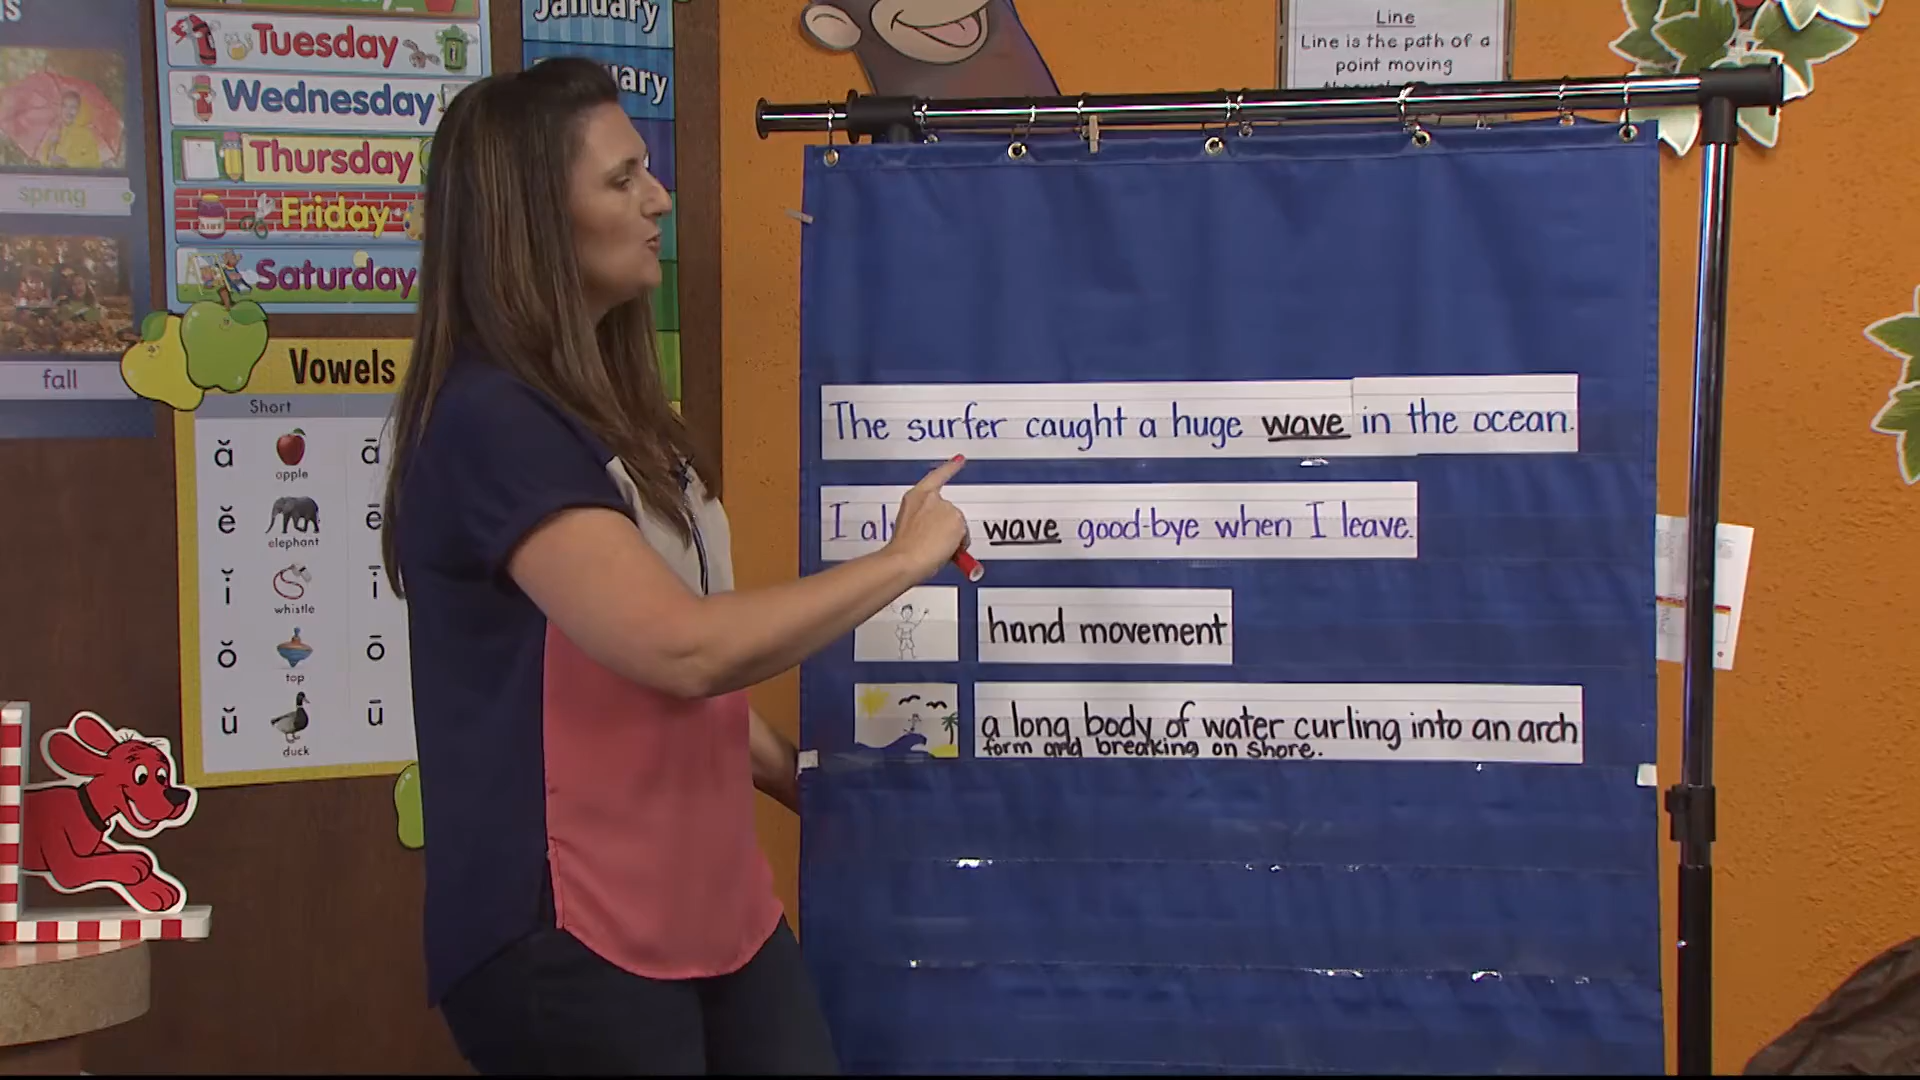 January
Tuesday
Wednesday
Thursday
Friday
Saturday
spring
fall
Vowels
Short
ă
apple
ā
ĕ
elephant
ē
ĭ
whistle
ī
ŏ
top
ō
ŭ
duck
ū
Line
Line is the path of a
point moving
The surfer caught a huge wave in the ocean.
I wave good-bye when I leave.
hand movement
a long body of water curling into an arch
form and breaking on shore.